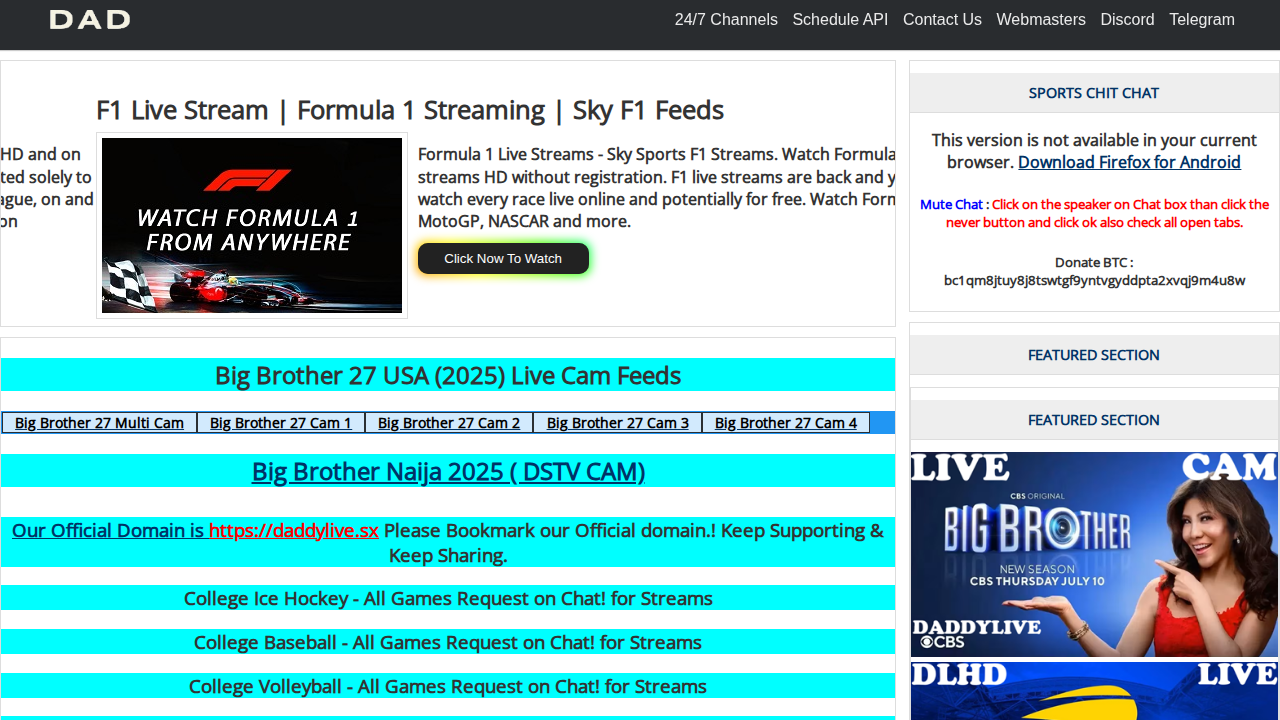 DAD
24/7 Channels Schedule API Contact Us Webmasters Discord Telegram
F1 Live Stream | Formula 1 Streaming | Sky F1 Feeds
HD and on
ted solely to
gue, on and
on
WATCH FORMULA 1
FROM ANYWHERE
Formula 1 Live Streams - Sky Sports F1 Streams. Watch Formula
streams HD without registration. F1 live streams are back and y
watch every race live online and potentially for free. Watch Forn
MotoGP, NASCAR and more.
Click Now To Watch
Big Brother 27 USA (2025) Live Cam Feeds
Big Brother 27 Multi Cam Big Brother 27 Cam 1 Big Brother 27 Cam 2 Big Brother 27 Cam 3 Big Brother 27 Cam 4
Big Brother Naija 2025 ( DSTV CAM)
Our Official Domain is https://daddylive.sx Please Bookmark our Official domain.! Keep Supporting &
Keep Sharing.
College Ice Hockey - All Games Request on Chat! for Streams
College Baseball - All Games Request on Chat! for Streams
College Volleyball - All Games Request on Chat! for Streams
SPORTS CHIT CHAT
This version is not available in your current
browser. Download Firefox for Android
Mute Chat : Click on the speaker on Chat box than click the
never button and click ok also check all open tabs.
Donate BTC :
bc1qm8jtuy8j8tswtgf9yntvgyddpta2xvqj9m4u8w
FEATURED SECTION
FEATURED SECTION
LIVE CAM
CBS ORIGINAL
BIG BROTHER
NEW SEASON
CBS THURSDAY JULY 10
DADDYLIVE
CBS
DLHD LIVE